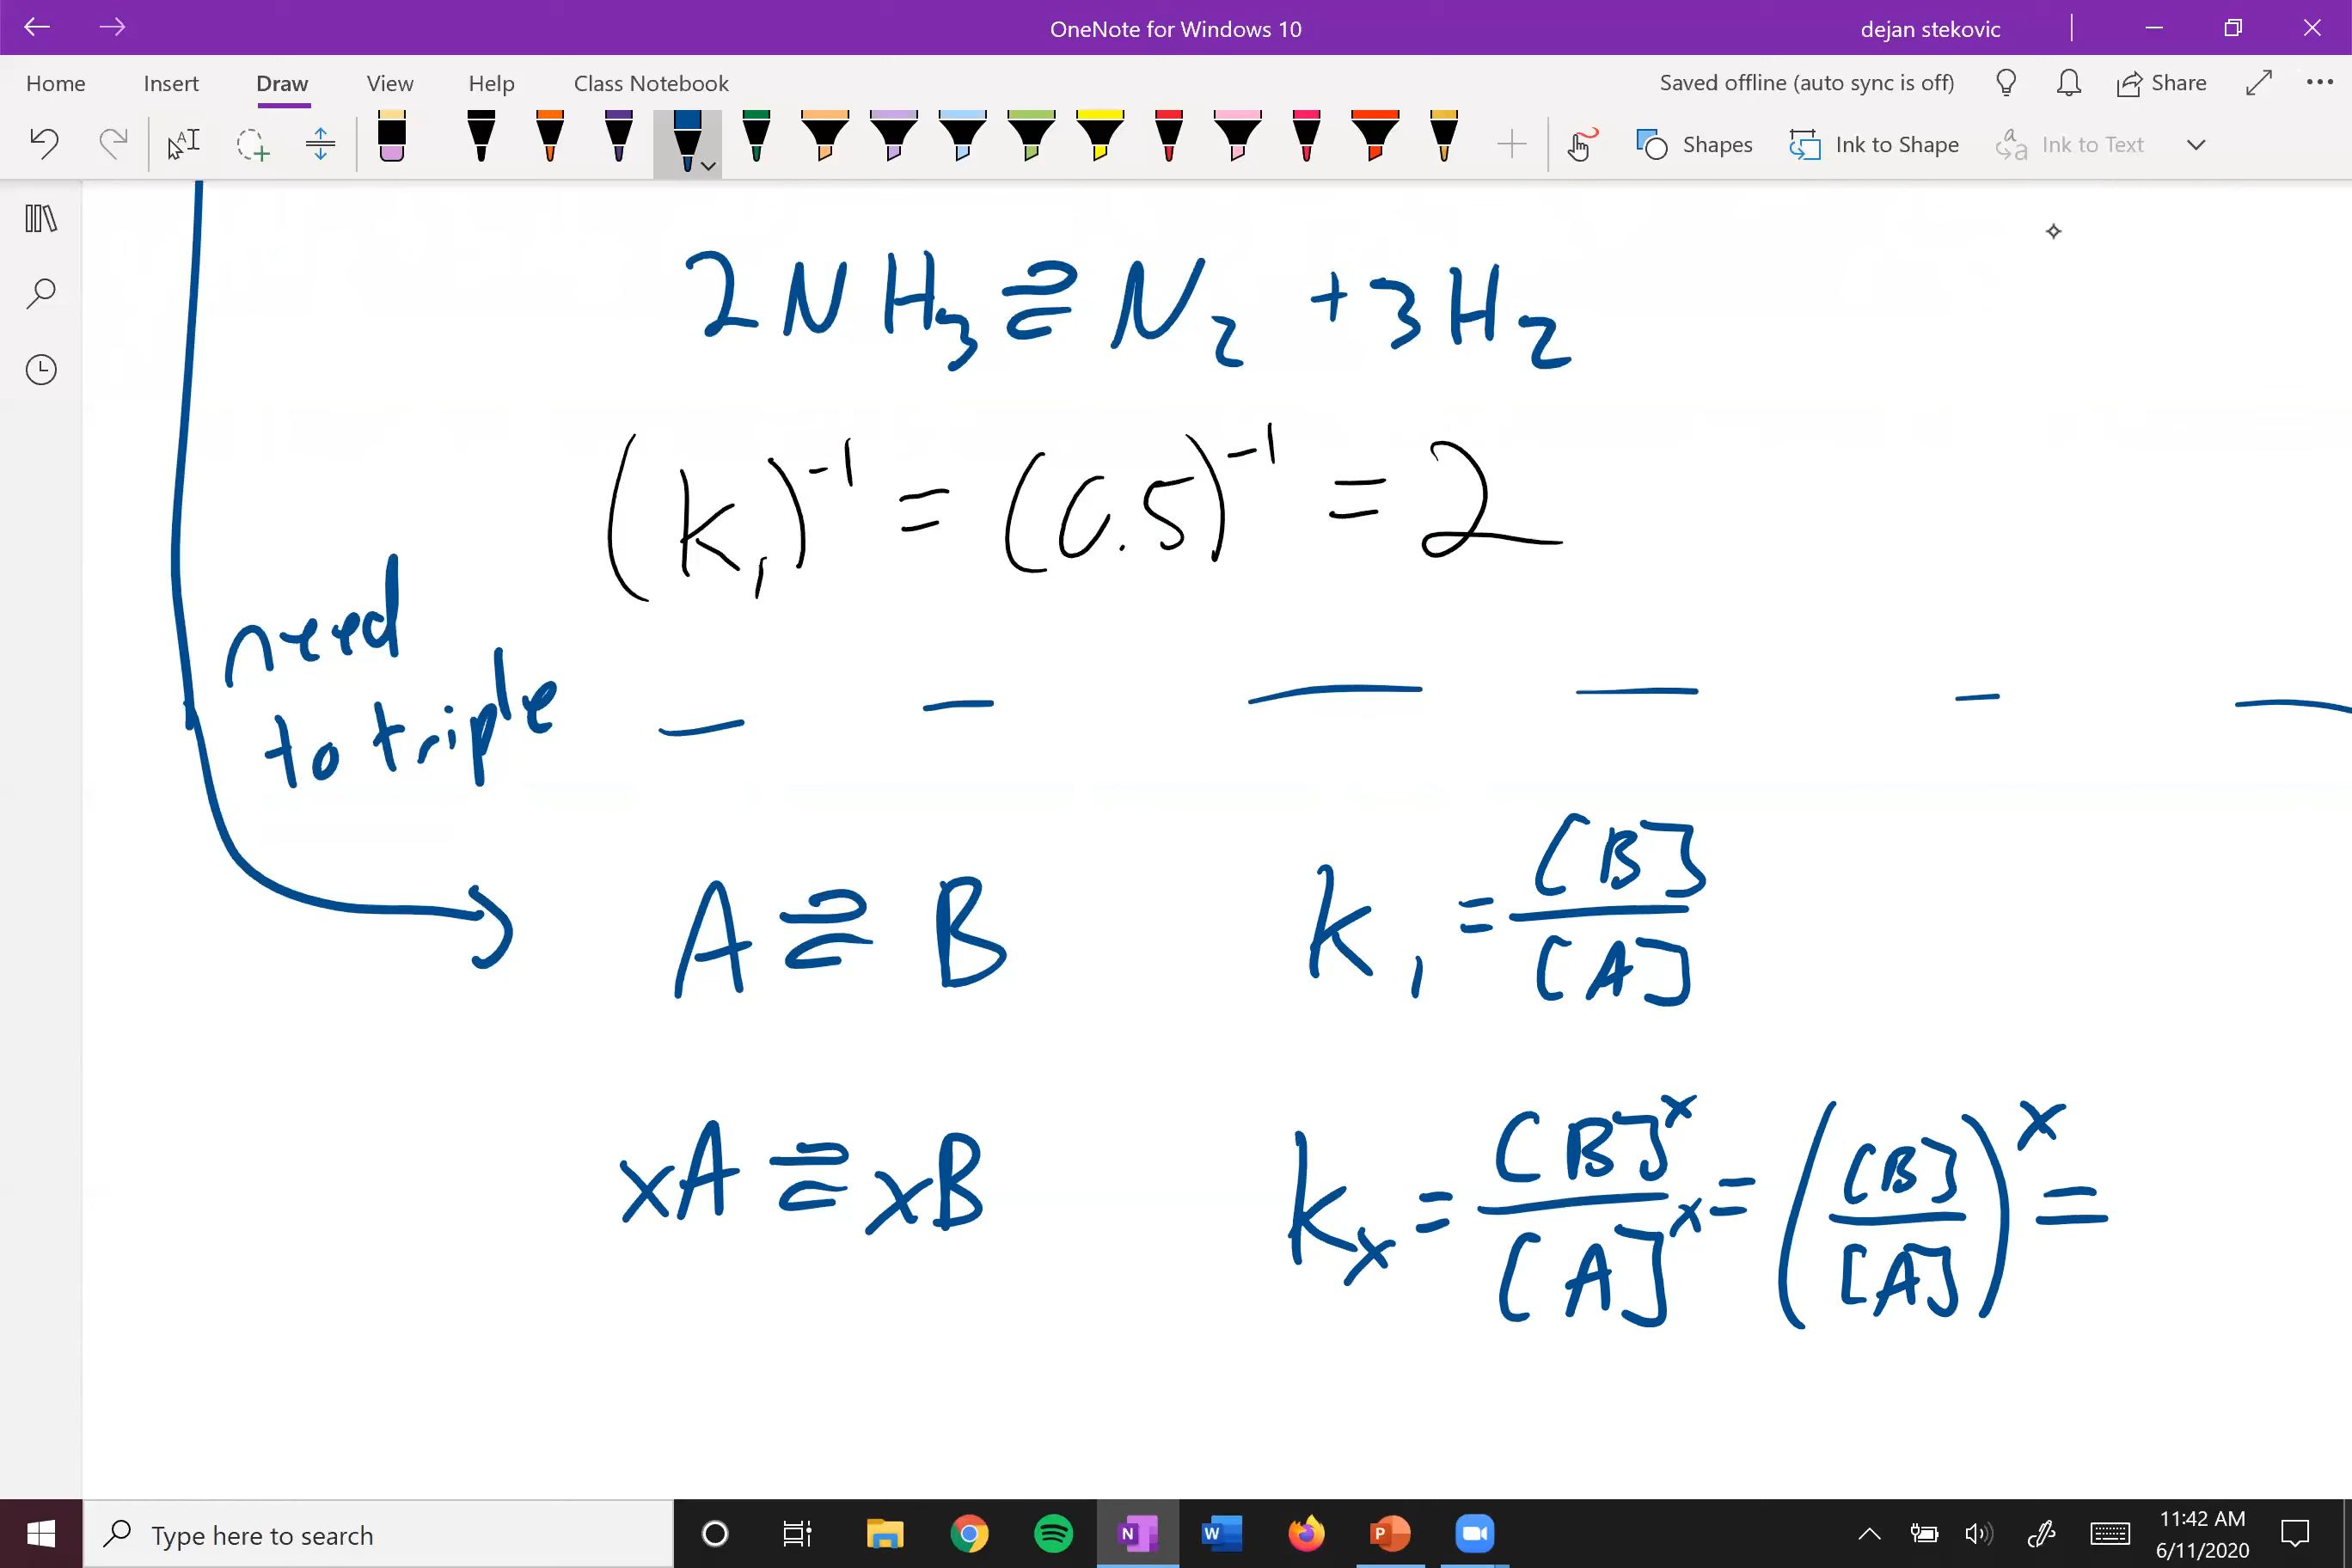 OneNote for Windows 10
dejan stekovic
Home Insert Draw View Help Class Notebook
Saved offline (auto sync is off) Share
Shapes Ink to Shape Ink to Text
2NH₃ ⇌ N₂ + 3H₂
(k₁)⁻¹ = (0.5)⁻¹ = 2
need
to triple
A ⇌ B k₁ = [B]/[A]
xA ⇌ xB kₓ = [B]ˣ/[A]ˣ = ([B]/[A])ˣ =
Type here to search
11:42 AM
6/11/2020